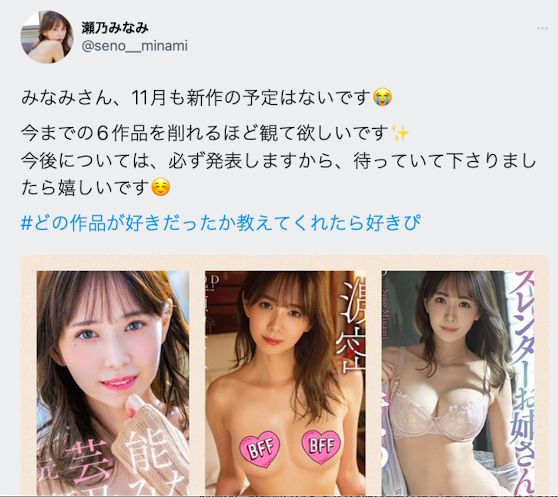 瀬乃みなみ
@seno__minami
みなみさん、11月も新作の予定はないです😭
今までの6作品を削れるほど観て欲しいです✨
今後については、必ず発表しますから、待っていて下さりまし
たら嬉しいです☺️
#どの作品が好きだったか教えてくれたら好きぴ
元
芸能
密
BFF
BFF
Seno Minami
スレンダーお姉さん